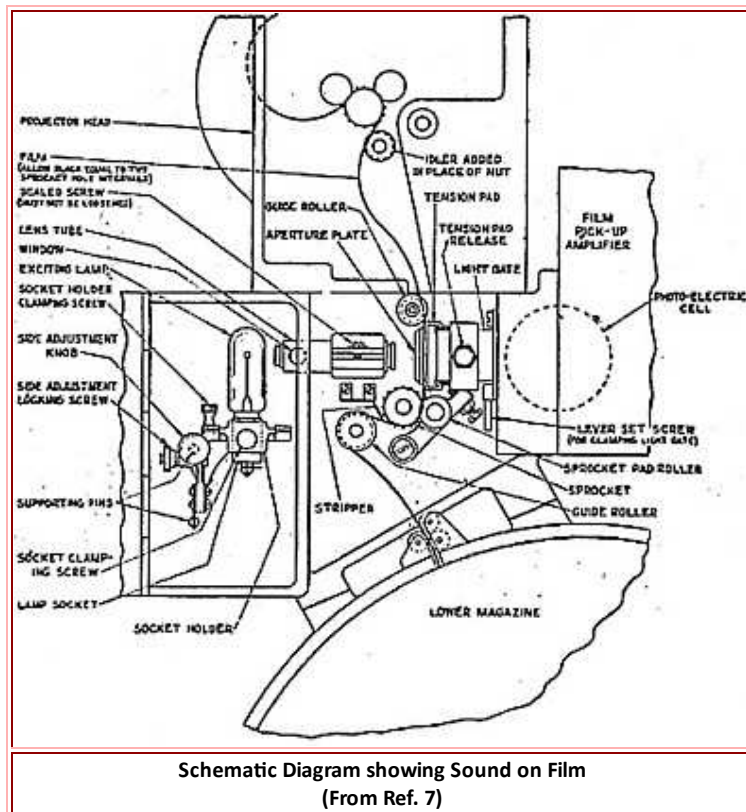 PROJECTOR HEAD
FILM
(ALLOW SLACK EQUAL TO TWO
SPROCKET HOLE INTERVALS)
SEALED SCREW
(MUST NOT BE LOOSENED)
LENS TUBE
WINDOW
EXCITING LAMP
SOCKET HOLDER
CLAMPING SCREW
SIDE ADJUSTMENT
KNOB
SIDE ADJUSTMENT
LOCKING SCREW
SUPPORTING PINS
SOCKET CLAMP-
ING SCREW
LAMP SOCKET
SOCKET HOLDER
STRIPPER
IDLER ADDED
IN PLACE OF NUT
GUIDE ROLLER
TENSION PAD
APERTURE PLATE
TENSION PAD
RELEASE
LIGHT GATE
FILM
PICK-UP
AMPLIFIER
PHOTO-ELECTRIC
CELL
LEVER SET SCREW
(FOR CLAMPING LIGHT GATE)
SPROCKET PAD ROLLER
SPROCKET
GUIDE ROLLER
LOWER MAGAZINE
Schematic Diagram showing Sound on Film
(From Ref. 7)